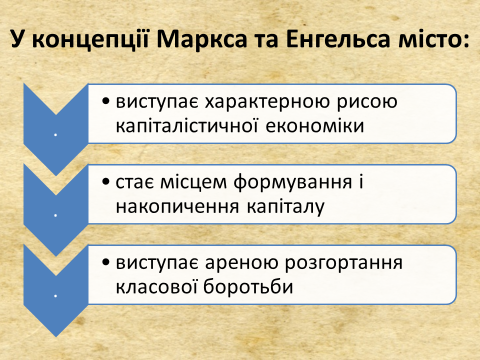 У концепції Маркса та Енгельса місто:
• виступає характерною рисою
капіталістичної економіки
• стає місцем формування і
накопичення капіталу
• виступає ареною розгортання
класової боротьби